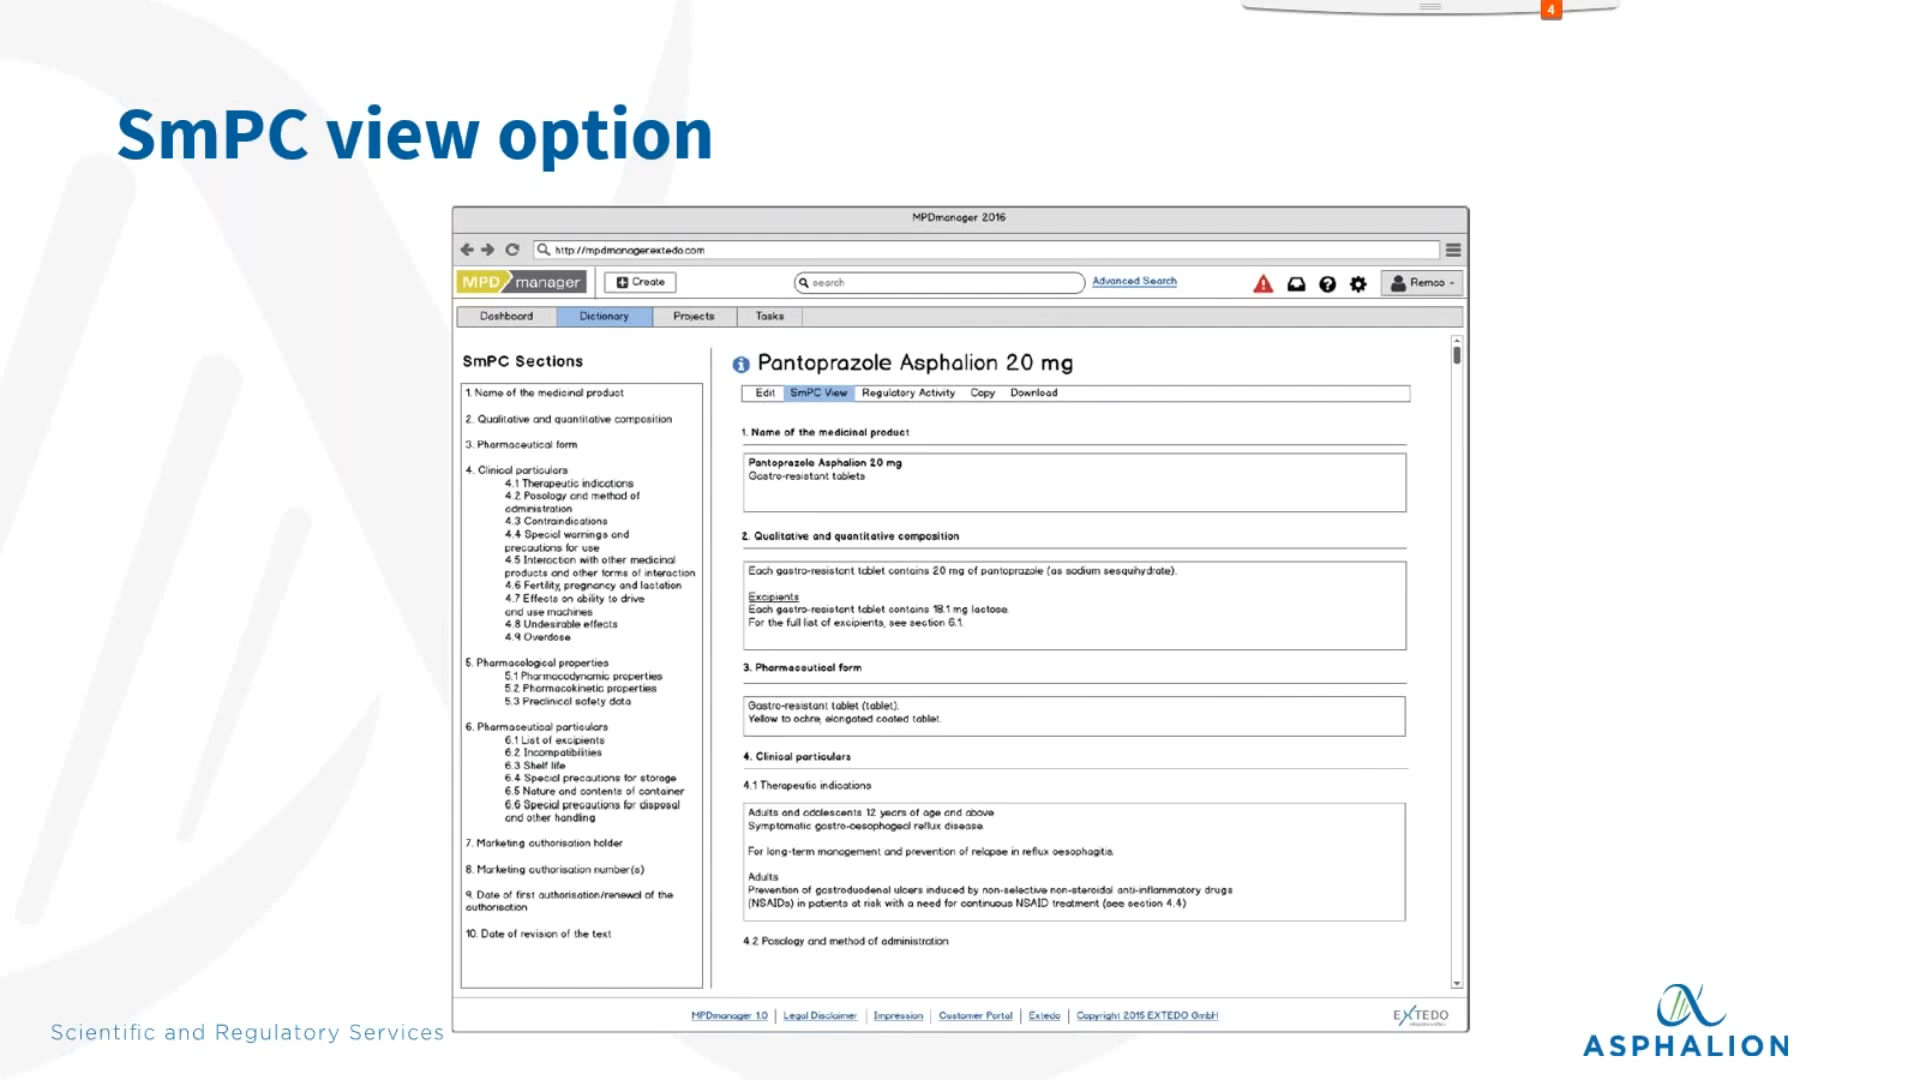 4
SmPC view option
MPDmanager 2016
http://mpdmanager.extedo.com
MPD manager
Create
search
Advanced Search
Remco
Dashboard
Dictionary
Projects
Tasks
SmPC Sections
1. Name of the medicinal product
2. Qualitative and quantitative composition
3. Pharmaceutical form
4. Clinical particulars
4.1 Therapeutic indications
4.2 Posology and method of
administration
4.3 Contraindications
4.4 Special warnings and
precautions for use
4.5 Interaction with other medicinal
products and other forms of interaction
4.6 Fertility, pregnancy and lactation
4.7 Effects on ability to drive
and use machines
4.8 Undesirable effects
4.9 Overdose
5. Pharmacological properties
5.1 Pharmacodynamic properties
5.2 Pharmacokinetic properties
5.3 Preclinical safety data
6. Pharmaceutical particulars
6.1 List of excipients
6.2 Incompatibilities
6.3 Shelf life
6.4 Special precautions for storage
6.5 Nature and contents of container
6.6 Special precautions for disposal
and other handling
7. Marketing authorisation holder
8. Marketing authorisation number(s)
9. Date of first authorisation/renewal of the
authorisation
10. Date of revision of the text
Pantoprazole Asphalion 20 mg
Edit
SmPC View
Regulatory Activity
Copy
Download
1. Name of the medicinal product
Pantoprazole Asphalion 20 mg
Gastro-resistant tablets
2. Qualitative and quantitative composition
Each gastro-resistant tablet contains 20 mg of pantoprazole (as sodium sesquihydrate).
Excipients
Each gastro-resistant tablet contains 18.1 mg lactose.
For the full list of excipients, see section 6.1.
3. Pharmaceutical form
Gastro-resistant tablet (tablet).
Yellow to ochre, elongated coated tablet.
4. Clinical particulars
4.1 Therapeutic indications
Adults and adolescents 12 years of age and above
Symptomatic gastro-oesophageal reflux disease.
For long-term management and prevention of relapse in reflux oesophagitis.
Adults
Prevention of gastroduodenal ulcers induced by non-selective non-steroidal anti-inflammatory drugs
(NSAIDs) in patients at risk with a need for continuous NSAID treatment (see section 4.4)
4.2 Posology and method of administration
MPDmanager 1.0 | Legal Disclaimer | Impression | Customer Portal | Extedo | Copyright 2015 EXTEDO GmbH
EXTEDO
Scientific and Regulatory Services
ASPHALION